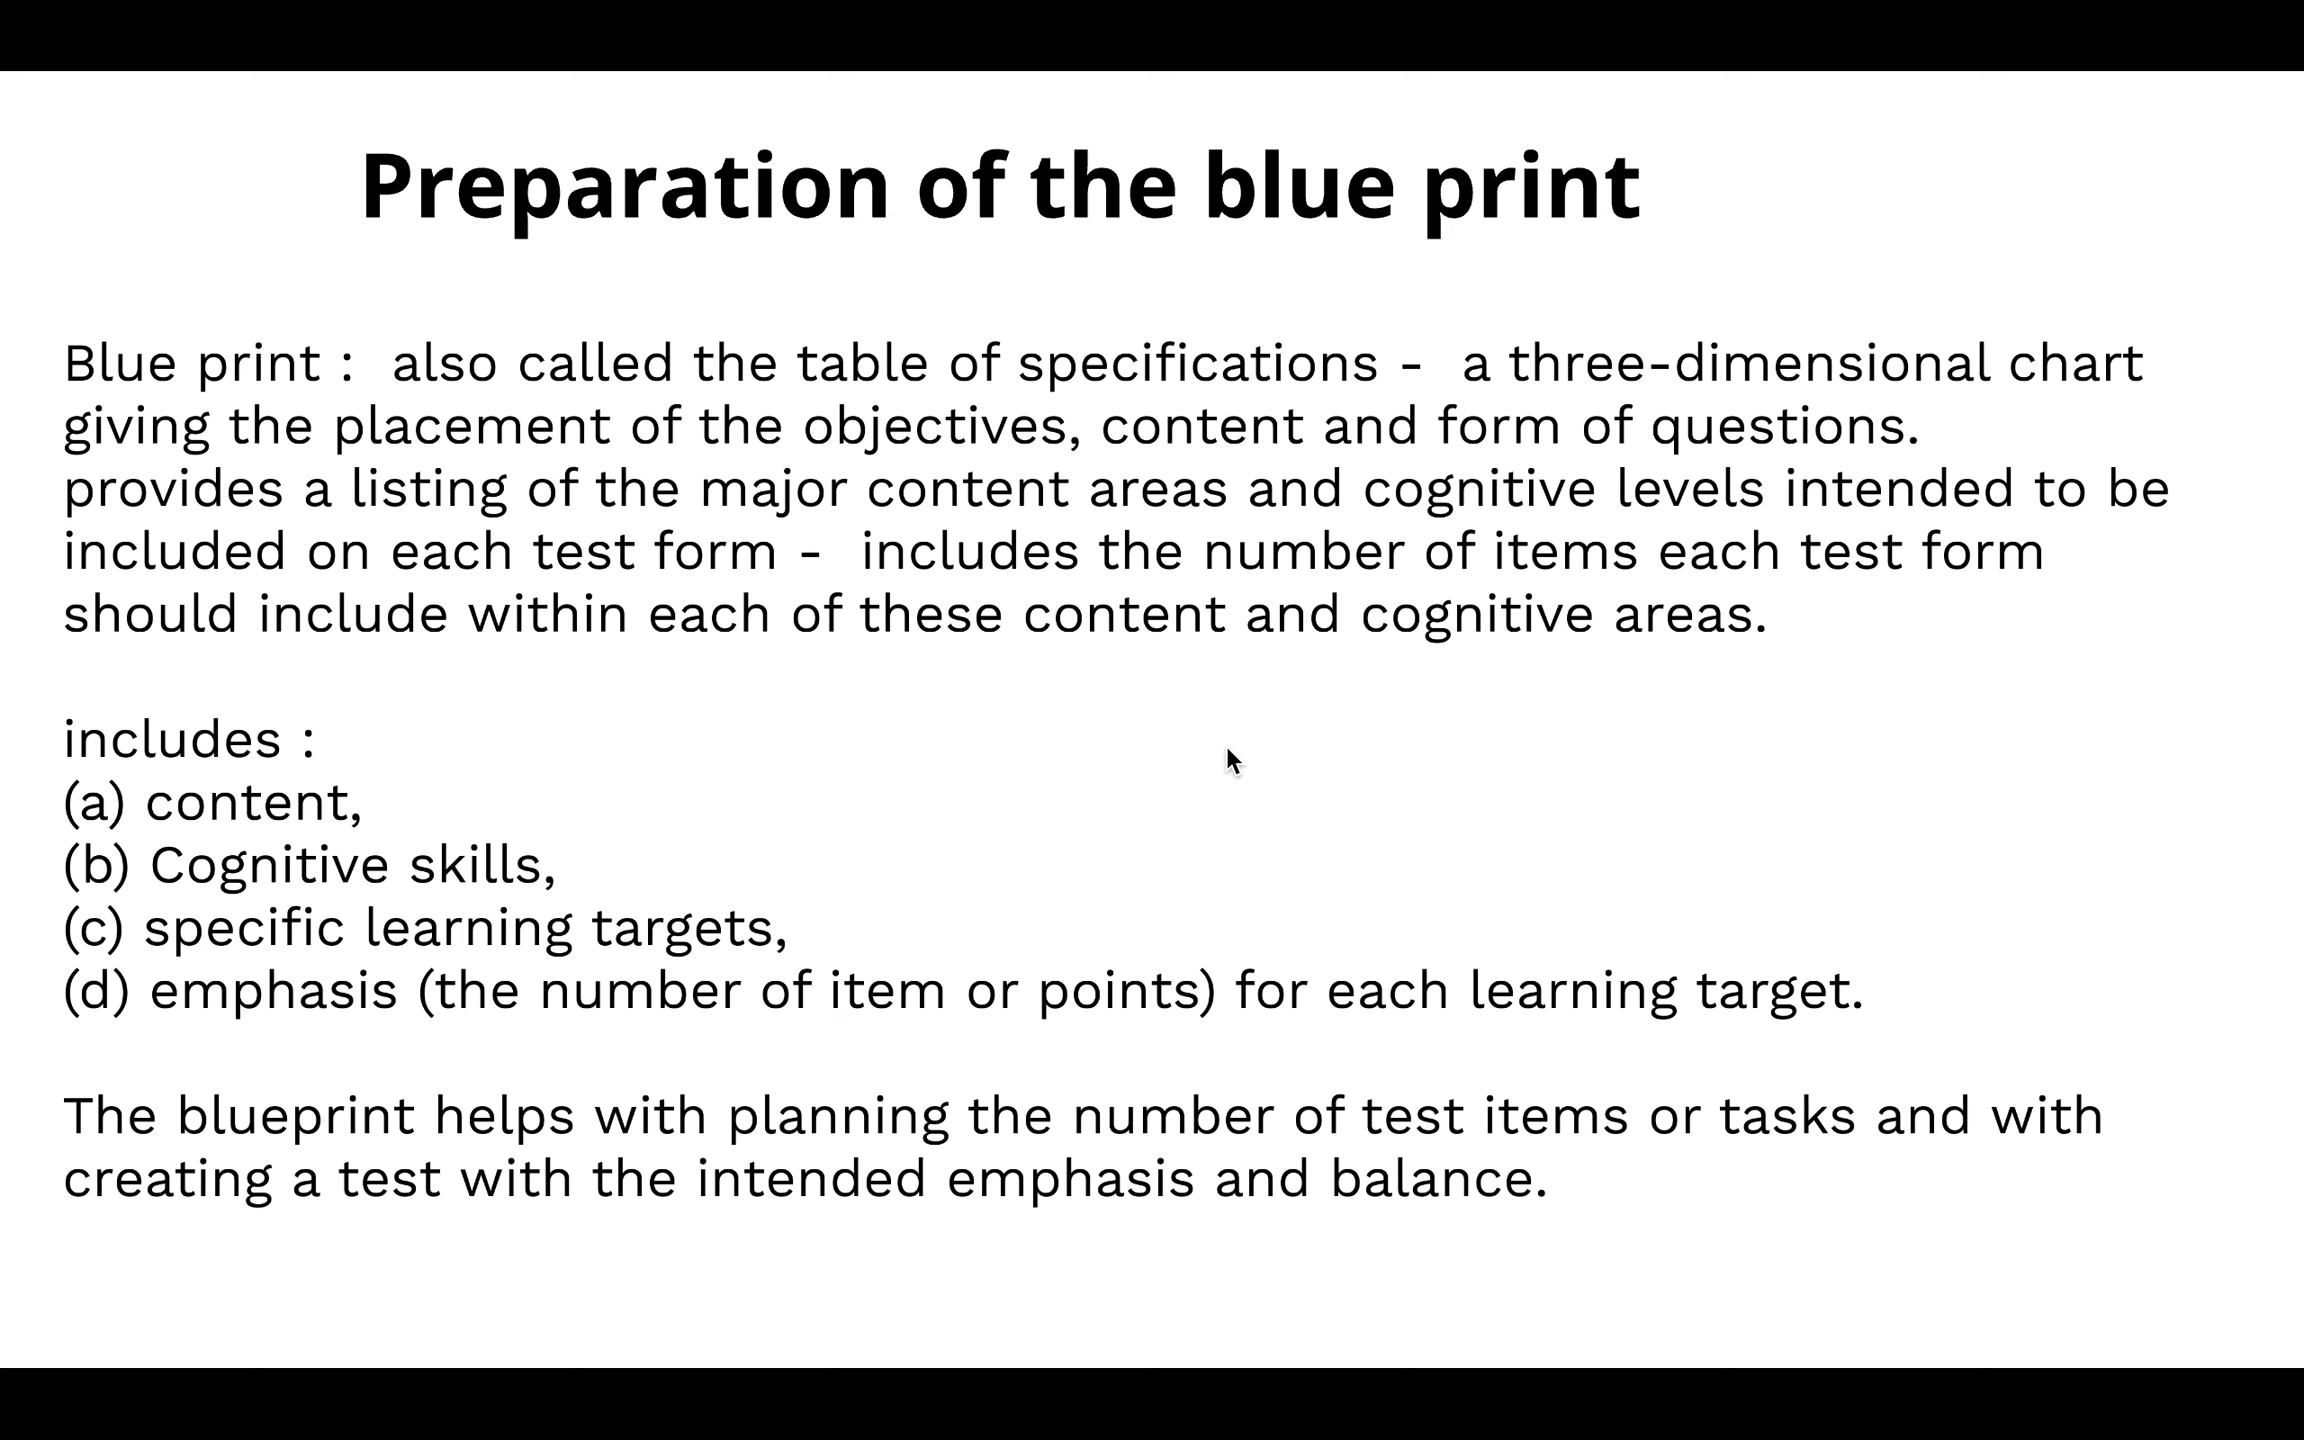 Preparation of the blue print
Blue print :  also called the table of specifications -  a three-dimensional chart
giving the placement of the objectives, content and form of questions.
provides a listing of the major content areas and cognitive levels intended to be
included on each test form -  includes the number of items each test form
should include within each of these content and cognitive areas.
includes :
(a) content,
(b) Cognitive skills,
(c) specific learning targets,
(d) emphasis (the number of item or points) for each learning target.
The blueprint helps with planning the number of test items or tasks and with
creating a test with the intended emphasis and balance.